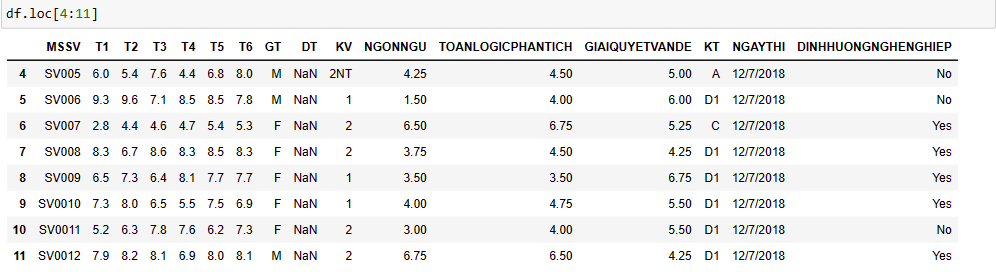 df.loc[4:11]
MSSV T1 T2 T3 T4 T5 T6 GT DT KV NGONNGU TOANLOGICPHANTICH GIAIQUYETVANDE KT NGAYTHI DINHHUONGNGHENGHIEP
4 SV005 6.0 5.4 7.6 4.4 6.8 8.0 M NaN 2NT 4.25 4.50 5.00 A 12/7/2018 No
5 SV006 9.3 9.6 7.1 8.5 8.5 7.8 M NaN 1 1.50 4.00 6.00 D1 12/7/2018 No
6 SV007 2.8 4.4 4.6 4.7 5.4 5.3 F NaN 2 6.50 6.75 5.25 C 12/7/2018 Yes
7 SV008 8.3 6.7 8.6 8.3 8.5 8.3 F NaN 2 3.75 4.50 4.25 D1 12/7/2018 Yes
8 SV009 6.5 7.3 6.4 8.1 7.7 7.7 F NaN 1 3.50 3.50 6.75 D1 12/7/2018 Yes
9 SV0010 7.3 8.0 6.5 5.5 7.5 6.9 F NaN 1 4.00 4.75 5.50 D1 12/7/2018 Yes
10 SV0011 5.2 6.3 7.8 7.6 6.2 7.3 F NaN 2 3.00 4.00 5.50 D1 12/7/2018 No
11 SV0012 7.9 8.2 8.1 6.9 8.0 8.1 M NaN 2 6.75 6.50 4.25 D1 12/7/2018 Yes